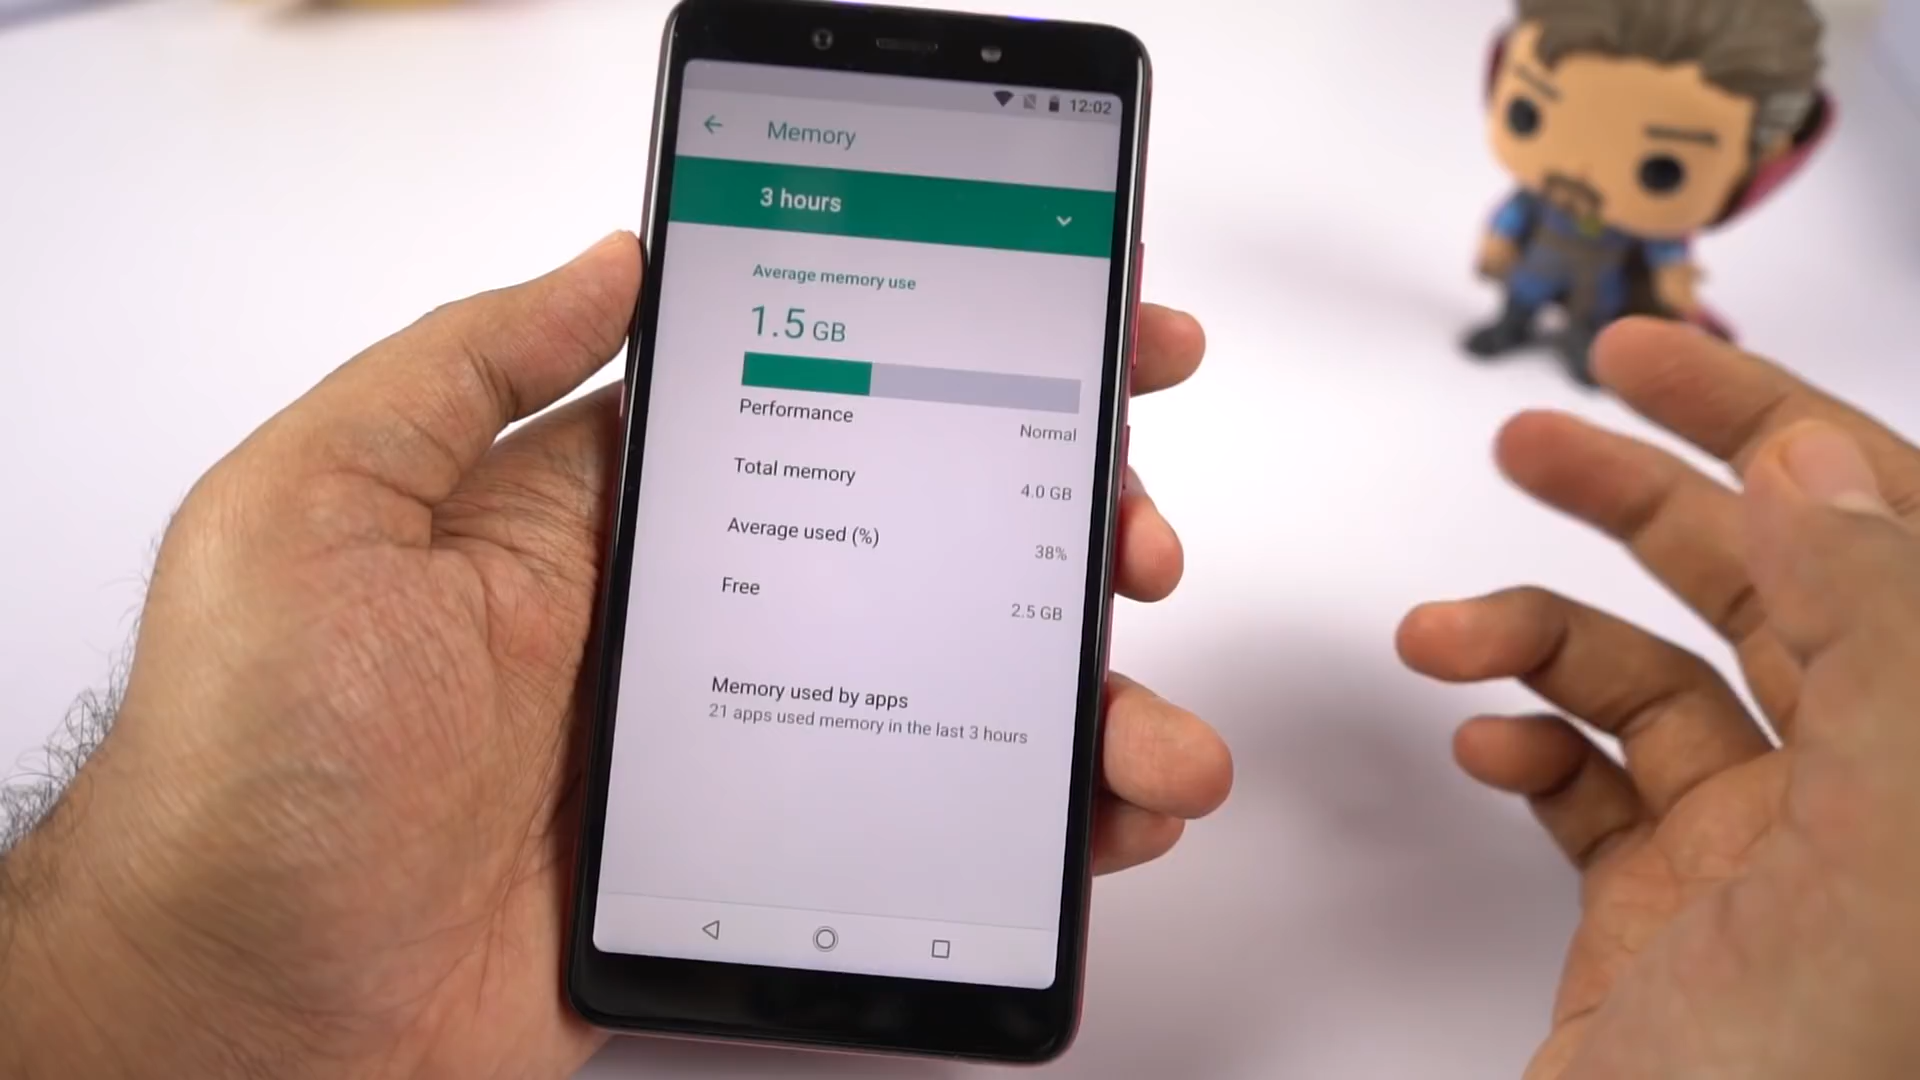 12:02
Memory
3 hours
Average memory use
1.5 GB
Performance
Normal
Total memory
4.0 GB
Average used (%)
38%
Free
2.5 GB
Memory used by apps
21 apps used memory in the last 3 hours